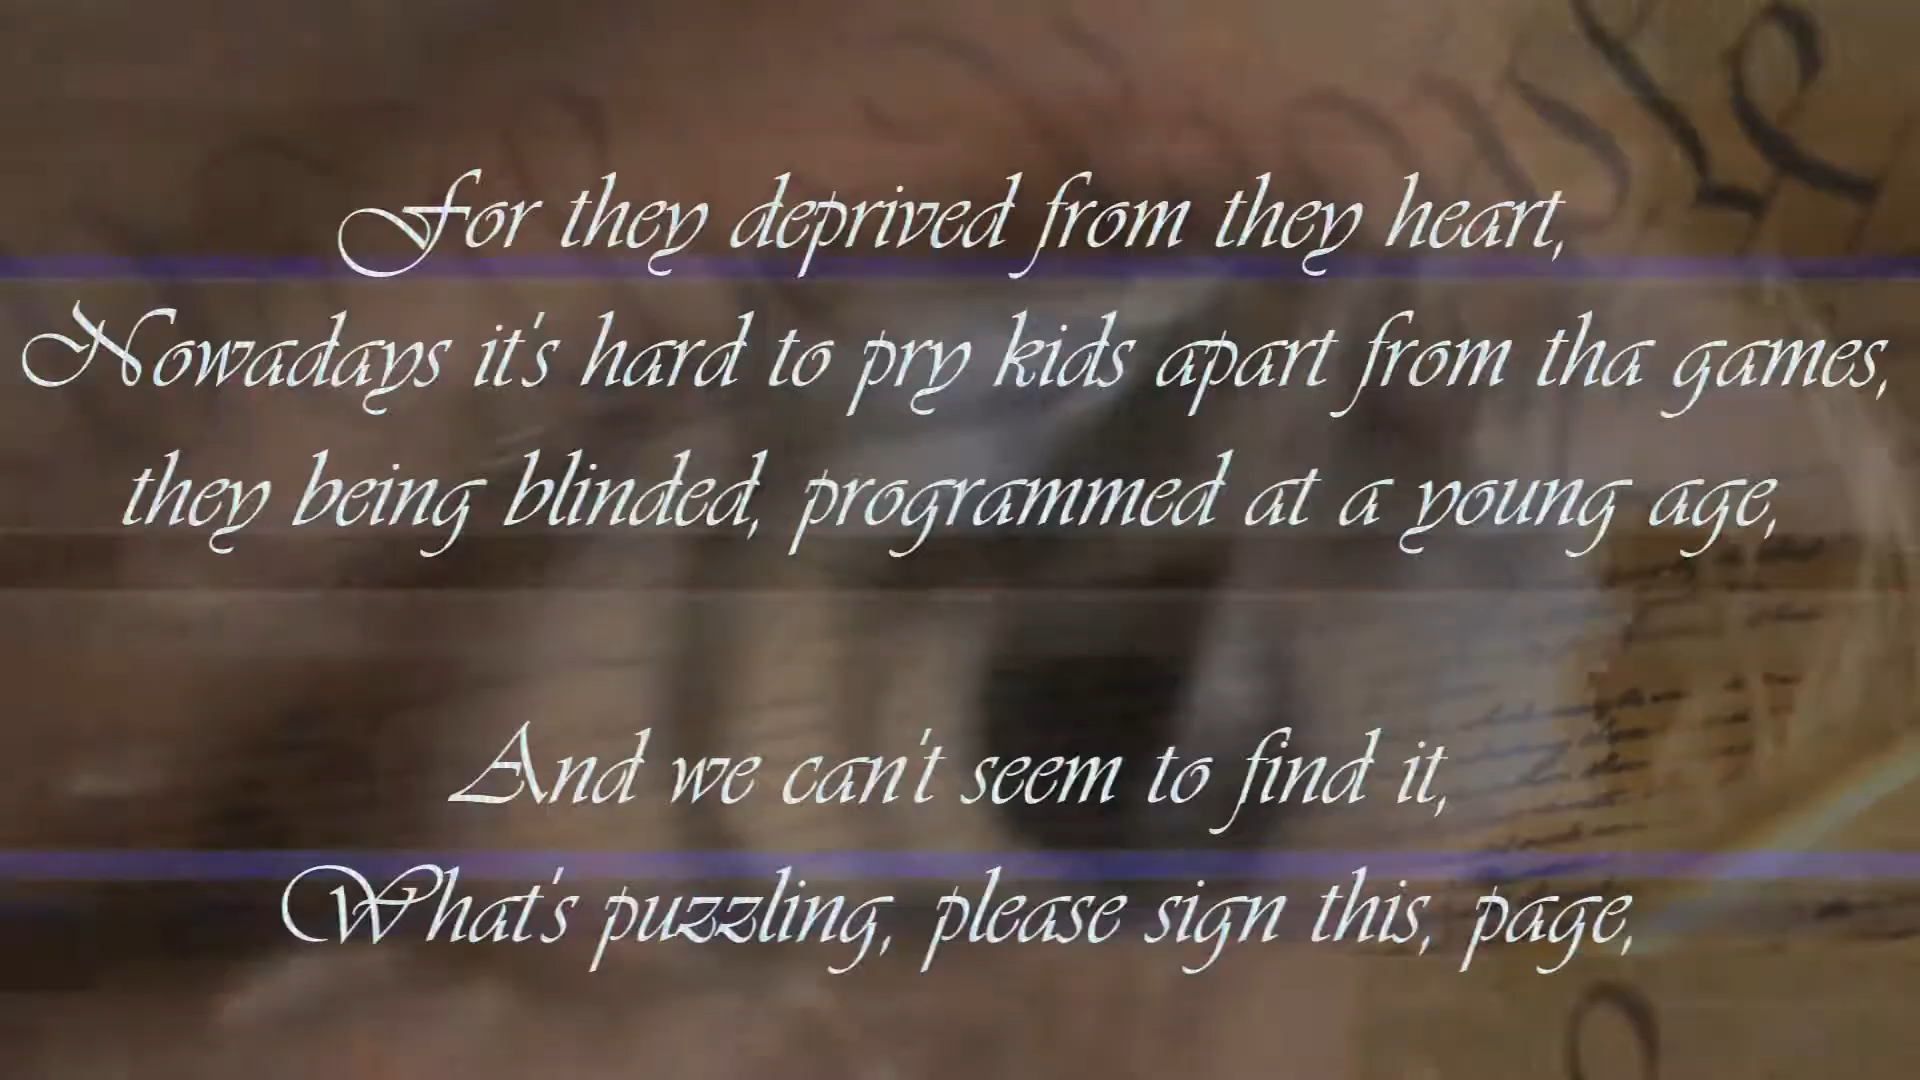 For they deprived from they heart,
Nowadays it's hard to pry kids apart from tha games,
they being blinded, programmed at a young age,
And we can't seem to find it,
What's puzzling, please sign this, page,